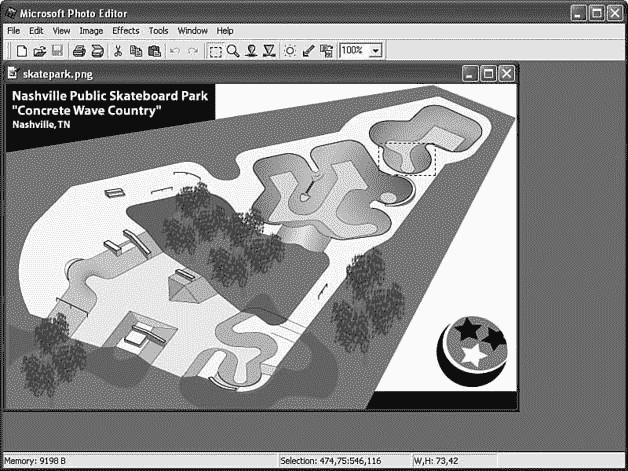 Microsoft Photo Editor
File Edit View Image Effects Tools Window Help
100%
skatepark.png
Nashville Public Skateboard Park
"Concrete Wave Country"
Nashville, TN
Memory: 9198 B
Selection: 474,75:546,116
W,H: 73,42